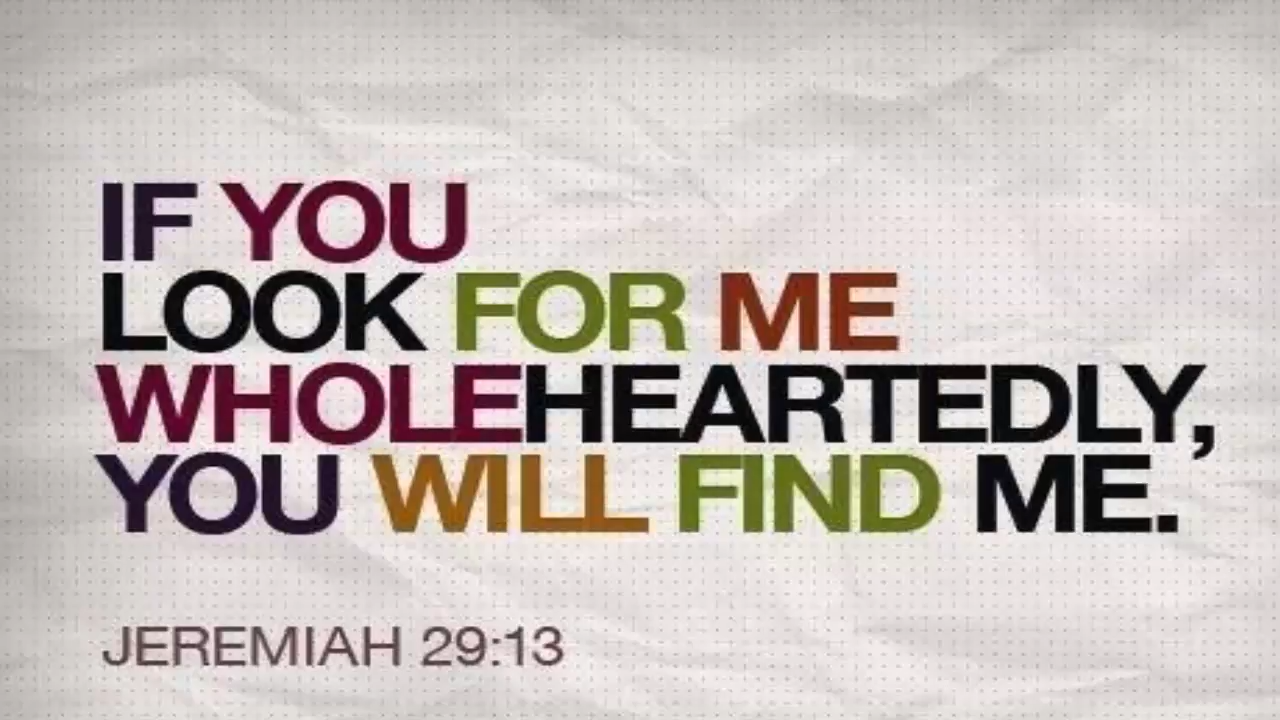 IF YOU
LOOK FOR ME
WHOLEHEARTEDLY,
YOU WILL FIND ME.
JEREMIAH 29:13